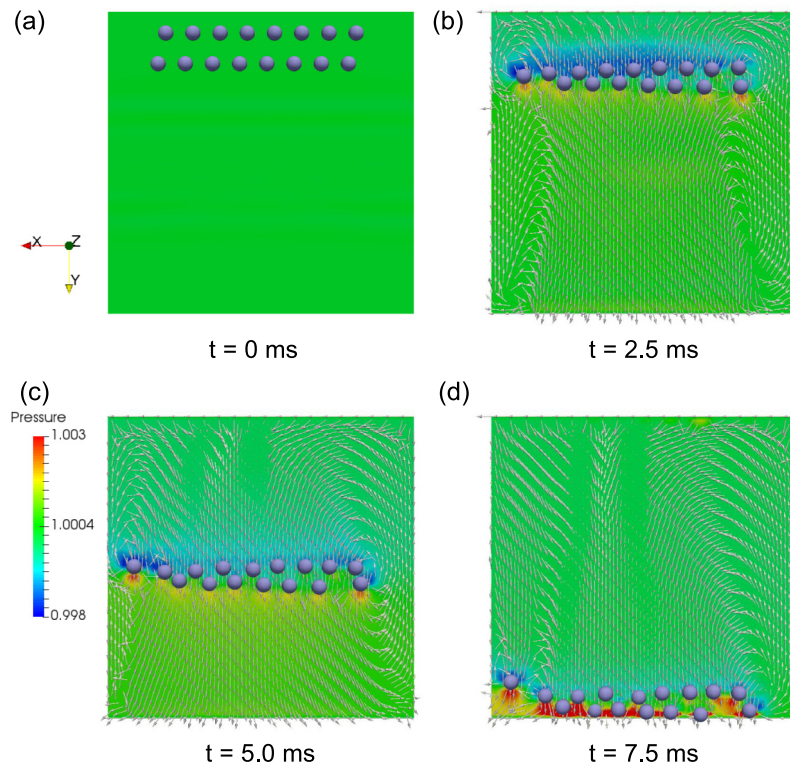 (a)
(b)
X
Z
Y
t = 0 ms
t = 2.5 ms
(c)
(d)
Pressure
1.003
1.0004
0.998
t = 5.0 ms
t = 7.5 ms